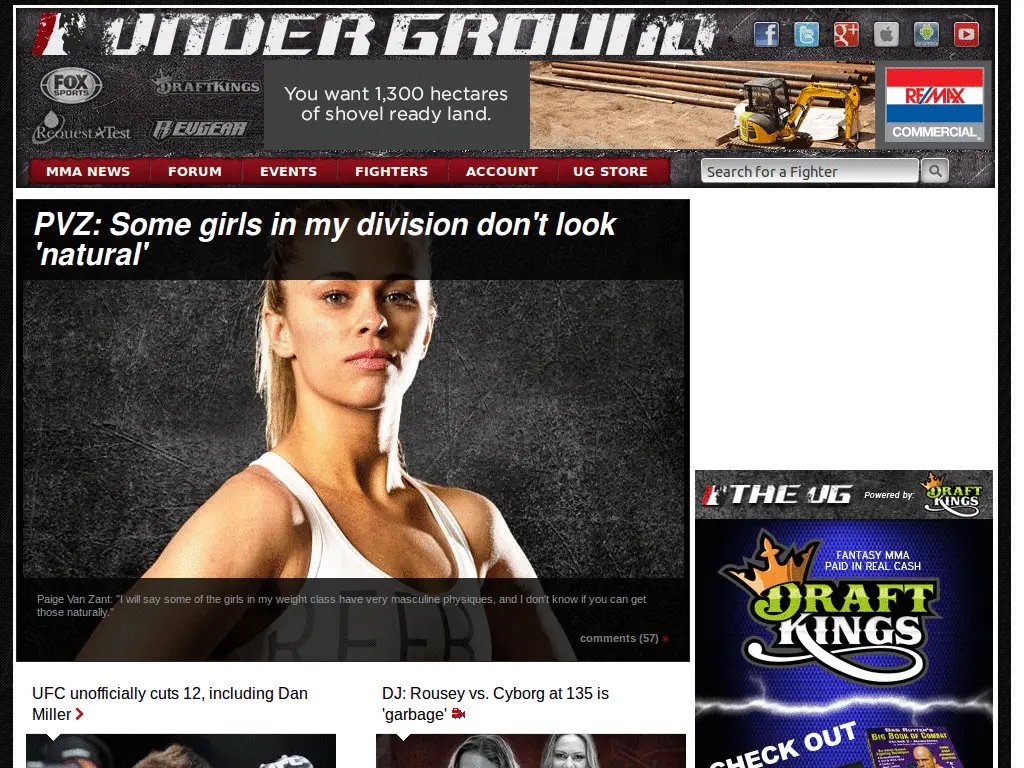 UNDERGROUND
FOX
SPORTS
DRAFTKINGS
RequestATest
REVGEAR
You want 1,300 hectares
of shovel ready land.
RE/MAX
COMMERCIAL
MMA NEWS
FORUM
EVENTS
FIGHTERS
ACCOUNT
UG STORE
Search for a Fighter
PVZ: Some girls in my division don't look
'natural'
Paige Van Zant: "I will say some of the girls in my weight class have very masculine physiques, and I don't know if you can get
those naturally."
comments (57) »
UFC unofficially cuts 12, including Dan
Miller
DJ: Rousey vs. Cyborg at 135 is
'garbage'
THE UG
Powered by:
DRAFT
KINGS
FANTASY MMA
PAID IN REAL CASH
DRAFT
KINGS
CHECK OUT
BAS RUTTEN'S
BIG BOOK OF COMBAT